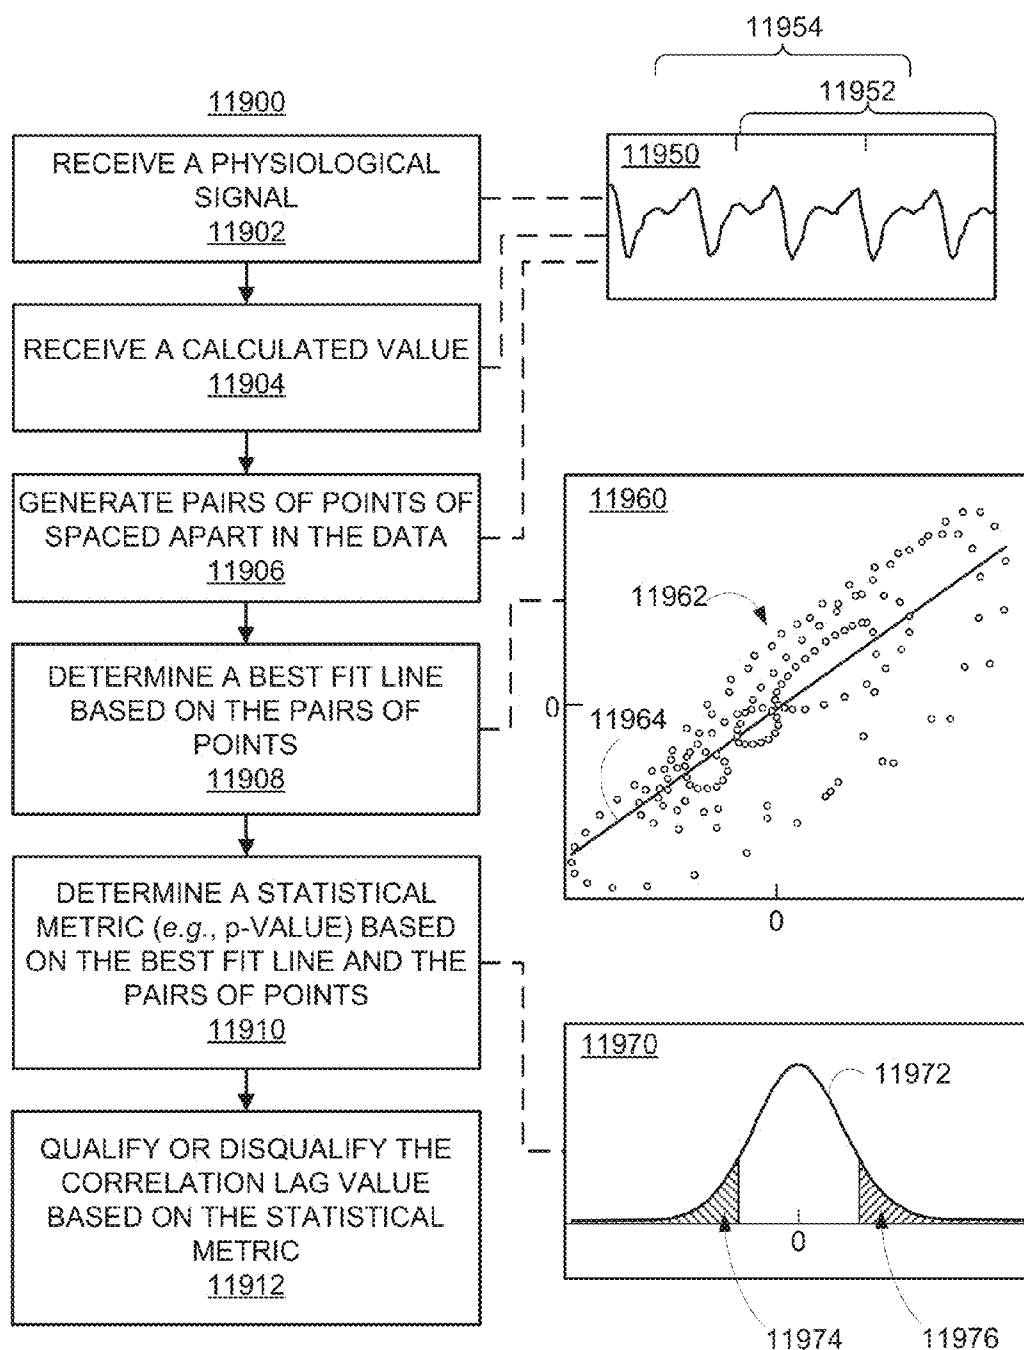 11900
RECEIVE A PHYSIOLOGICAL
SIGNAL
11902
RECEIVE A CALCULATED VALUE
11904
GENERATE PAIRS OF POINTS OF
SPACED APART IN THE DATA
11906
DETERMINE A BEST FIT LINE
BASED ON THE PAIRS OF
POINTS
11908
DETERMINE A STATISTICAL
METRIC (e.g., p-VALUE) BASED
ON THE BEST FIT LINE AND THE
PAIRS OF POINTS
11910
QUALIFY OR DISQUALIFY THE
CORRELATION LAG VALUE
BASED ON THE STATISTICAL
METRIC
11912
11954
11952
11950
11960
11962
0
11964
0
11970
11972
0
11974
11976